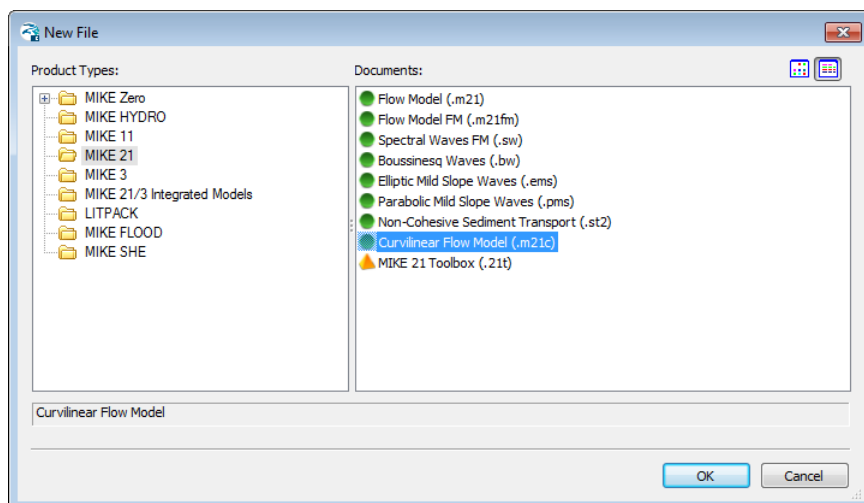 New File
Product Types:
MIKE Zero
MIKE HYDRO
MIKE 11
MIKE 21
MIKE 3
MIKE 21/3 Integrated Models
LITPACK
MIKE FLOOD
MIKE SHE
Documents:
Flow Model (.m21)
Flow Model FM (.m21fm)
Spectral Waves FM (.sw)
Boussinesq Waves (.bw)
Elliptic Mild Slope Waves (.ems)
Parabolic Mild Slope Waves (.pms)
Non-Cohesive Sediment Transport (.st2)
Curvilinear Flow Model (.m21c)
MIKE 21 Toolbox (.21t)
Curvilinear Flow Model
OK
Cancel